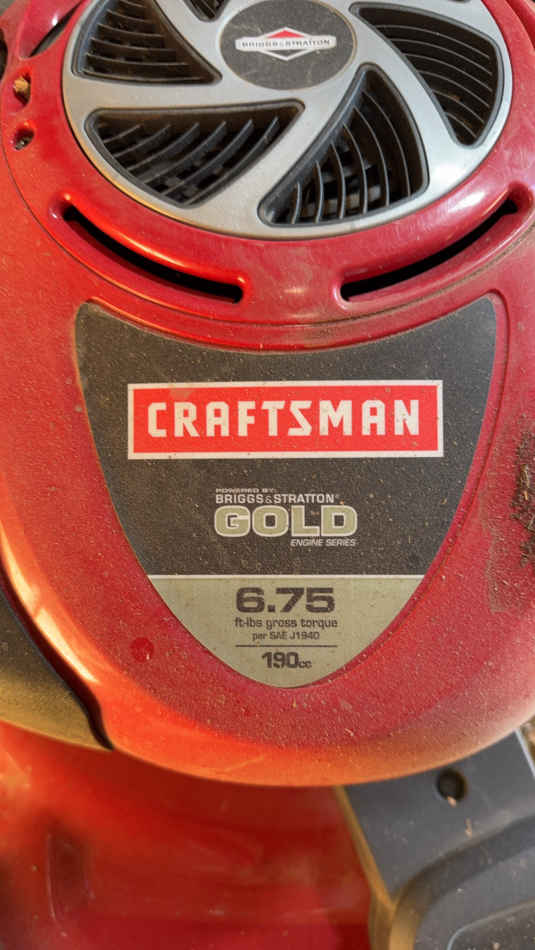 BRIGGS & STRATTON
CRAFTSMAN
POWERED BY:
BRIGGS & STRATTON®
GOLD
ENGINE SERIES
6.75
ft-lbs gross torque
per SAE J1940
190cc